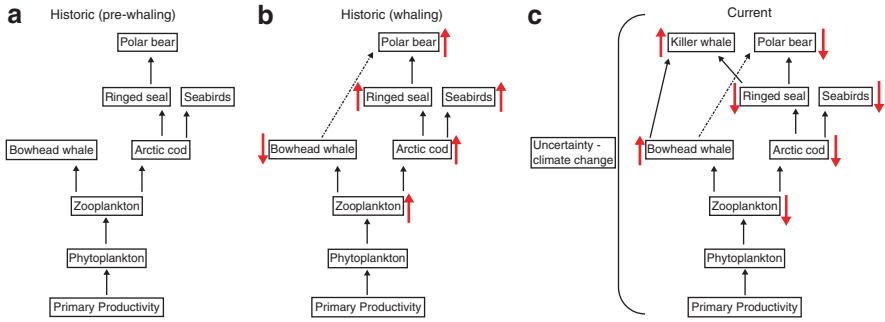 a
Historic (pre-whaling)
Polar bear
Ringed seal
Seabirds
Bowhead whale
Arctic cod
Zooplankton
Phytoplankton
Primary Productivity
b
Historic (whaling)
Polar bear
Ringed seal
Seabirds
Bowhead whale
Arctic cod
Zooplankton
Phytoplankton
Primary Productivity
c
Current
Killer whale
Polar bear
Ringed seal
Seabirds
Uncertainty -
climate change
Bowhead whale
Arctic cod
Zooplankton
Phytoplankton
Primary Productivity